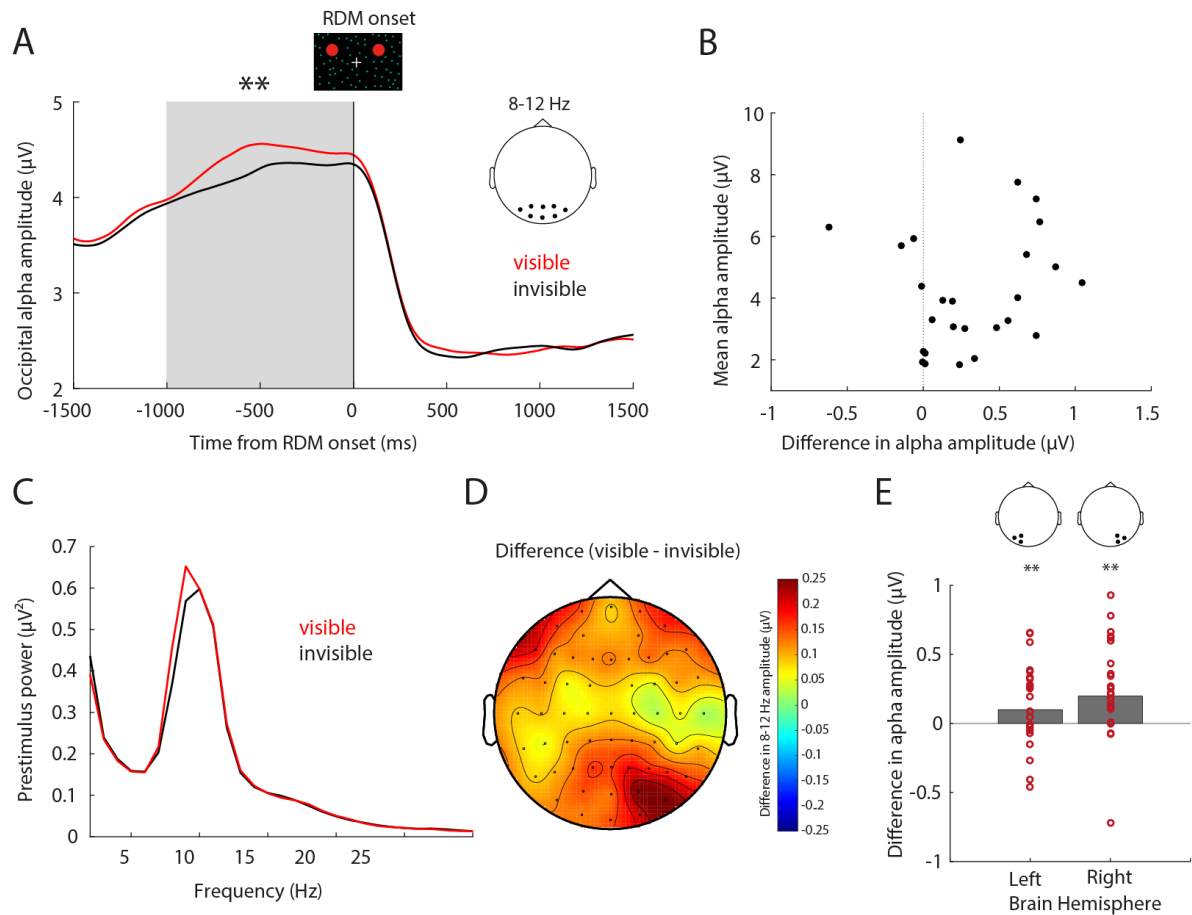 A
RDM onset
**
8-12 Hz
visible
invisible
Occipital alpha amplitude (µV)
5
4
3
2
-1500
-1000
-500
0
500
1000
1500
Time from RDM onset (ms)
B
Mean alpha amplitude (µV)
10
8
6
4
2
-1
-0.5
0
0.5
1
1.5
Difference in alpha amplitude (µV)
C
Prestimulus power (µV²)
0.7
0.6
0.5
0.4
0.3
0.2
0.1
0
visible
invisible
5
10
15
20
25
Frequency (Hz)
D
Difference (visible - invisible)
Difference in 8-12 Hz amplitude (µV)
0.25
0.2
0.15
0.1
0.05
0
-0.05
-0.1
-0.15
-0.2
-0.25
E
**
**
Difference in apha amplitude (µV)
1
0.5
0
-0.5
-1
Left
Right
Brain Hemisphere